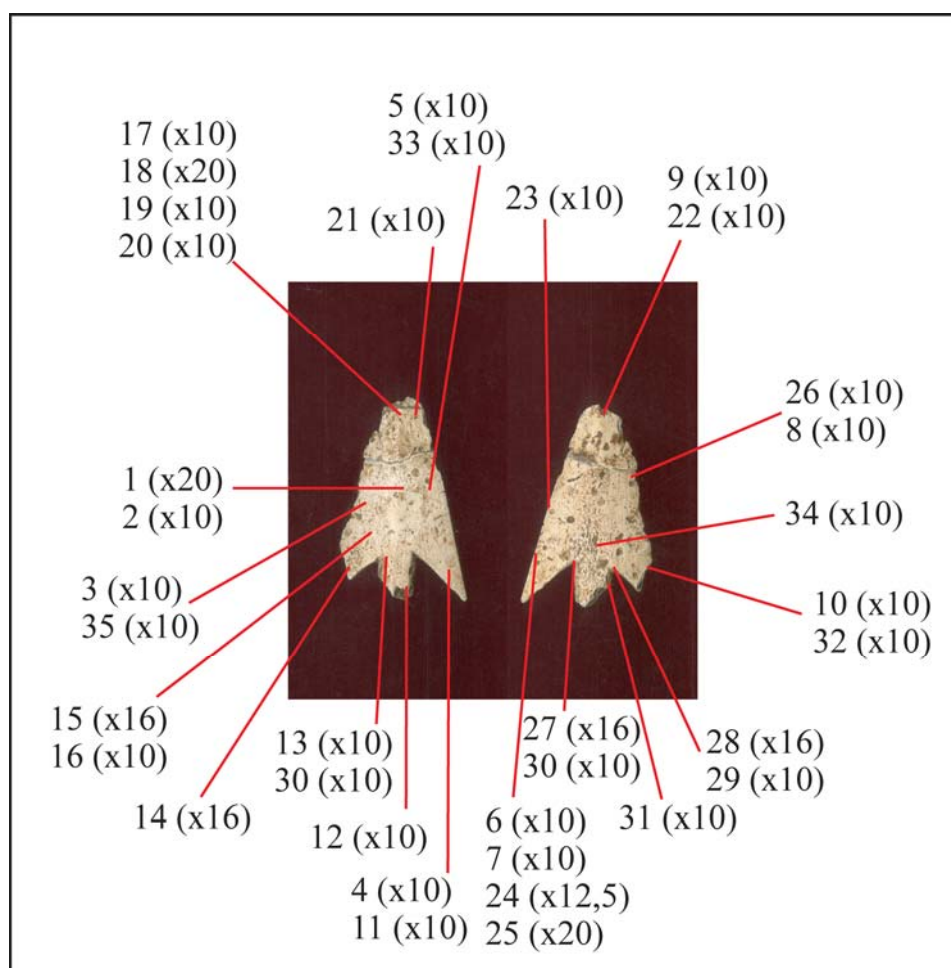 17 (x10)
18 (x20)
19 (x10)
20 (x10)
21 (x10)
5 (x10)
33 (x10)
23 (x10)
9 (x10)
22 (x10)
26 (x10)
8 (x10)
1 (x20)
2 (x10)
34 (x10)
3 (x10)
35 (x10)
10 (x10)
32 (x10)
15 (x16)
16 (x10)
13 (x10)
30 (x10)
27 (x16)
30 (x10)
28 (x16)
29 (x10)
14 (x16)
12 (x10)
31 (x10)
6 (x10)
7 (x10)
24 (x12,5)
25 (x20)
4 (x10)
11 (x10)